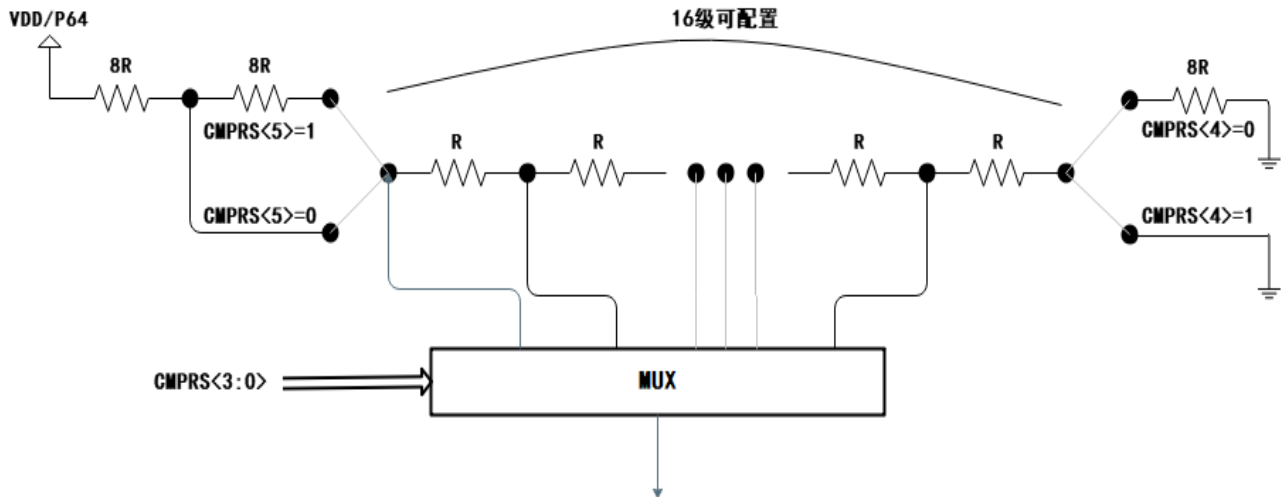 16级可配置
VDD/P64
8R
8R
8R
CMPRS<5>=1
CMPRS<4>=0
R
R
R
R
CMPRS<5>=0
CMPRS<4>=1
CMPRS<3:0>
MUX